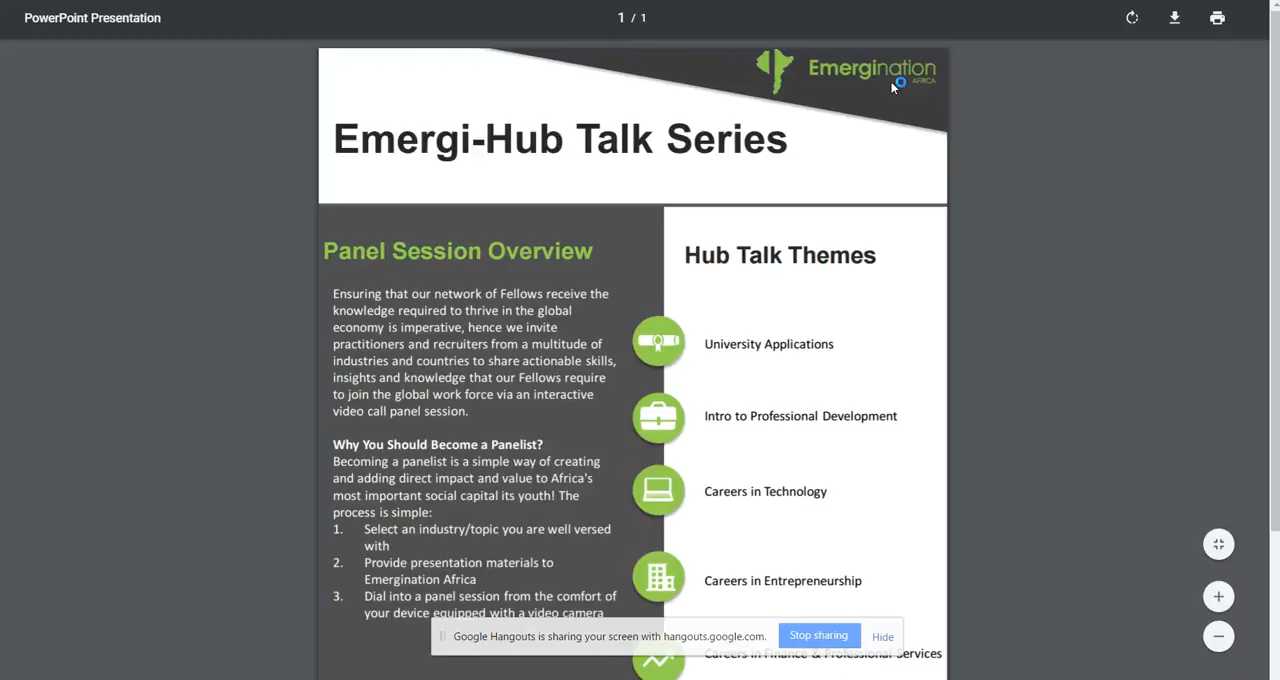 PowerPoint Presentation
1 / 1
Emergination
AFRICA
Emergi-Hub Talk Series
Panel Session Overview
Ensuring that our network of Fellows receive the
knowledge required to thrive in the global
economy is imperative, hence we invite
practitioners and recruiters from a multitude of
industries and countries to share actionable skills,
insights and knowledge that our Fellows require
to join the global work force via an interactive
video call panel session.
Why You Should Become a Panelist?
Becoming a panelist is a simple way of creating
and adding direct impact and value to Africa's
most important social capital its youth! The
process is simple:
1. Select an industry/topic you are well versed
with
2. Provide presentation materials to
Emergination Africa
3. Dial into a panel session from the comfort of
your device equipped with a video camera
Hub Talk Themes
University Applications
Intro to Professional Development
Careers in Technology
Careers in Entrepreneurship
Careers in Finance & Professional Services
Google Hangouts is sharing your screen with hangouts.google.com.
Stop sharing
Hide